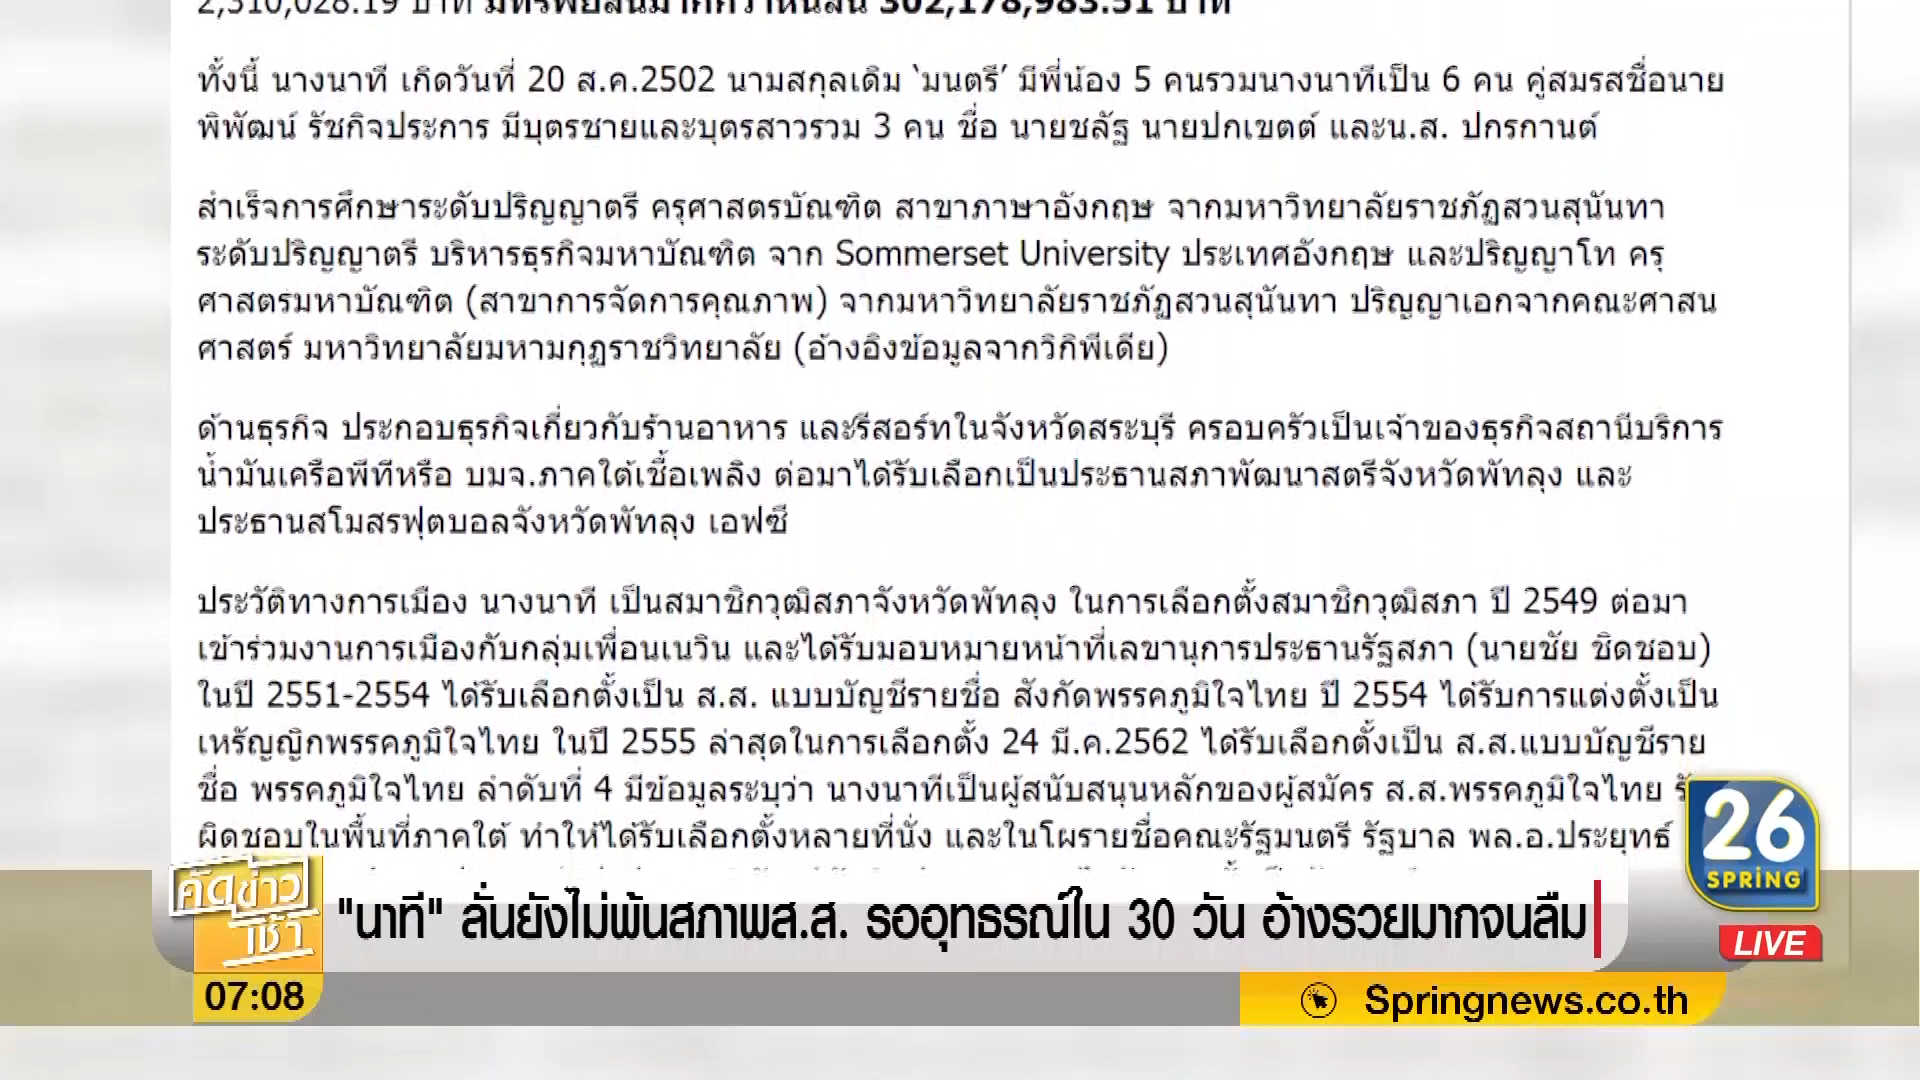 2,310,028.19 บาท มีทรัพย์สินมากกว่าหนี้สิน 302,178,983.51 บาท
ทั้งนี้ นางนาที เกิดวันที่ 20 ส.ค.2502 นามสกุลเดิม ‘มนตรี’ มีพี่น้อง 5 คนรวมนางนาทีเป็น 6 คน คู่สมรสชื่อนาย
พิพัฒน์ รัชกิจประการ มีบุตรชายและบุตรสาวรวม 3 คน ชื่อ นายชลัฐ นายปกเขตต์ และน.ส. ปกรกานต์
สำเร็จการศึกษาระดับปริญญาตรี ครุศาสตรบัณฑิต สาขาภาษาอังกฤษ จากมหาวิทยาลัยราชภัฏสวนสุนันทา
ระดับปริญญาตรี บริหารธุรกิจมหาบัณฑิต จาก Sommerset University ประเทศอังกฤษ และปริญญาโท ครุ
ศาสตรมหาบัณฑิต (สาขาการจัดการคุณภาพ) จากมหาวิทยาลัยราชภัฏสวนสุนันทา ปริญญาเอกจากคณะศาสน
ศาสตร์ มหาวิทยาลัยมหามกุฏราชวิทยาลัย (อ้างอิงข้อมูลจากวิกิพีเดีย)
ด้านธุรกิจ ประกอบธุรกิจเกี่ยวกับร้านอาหาร และรีสอร์ทในจังหวัดสระบุรี ครอบครัวเป็นเจ้าของธุรกิจสถานีบริการ
น้ำมันเครือพีทีหรือ บมจ.ภาคใต้เชื้อเพลิง ต่อมาได้รับเลือกเป็นประธานสภาพัฒนาสตรีจังหวัดพัทลุง และ
ประธานสโมสรฟุตบอลจังหวัดพัทลุง เอฟซี
ประวัติทางการเมือง นางนาที เป็นสมาชิกวุฒิสภาจังหวัดพัทลุง ในการเลือกตั้งสมาชิกวุฒิสภา ปี 2549 ต่อมา
เข้าร่วมงานการเมืองกับกลุ่มเพื่อนเนวิน และได้รับมอบหมายหน้าที่เลขานุการประธานรัฐสภา (นายชัย ชิดชอบ)
ในปี 2551-2554 ได้รับเลือกตั้งเป็น ส.ส. แบบบัญชีรายชื่อ สังกัดพรรคภูมิใจไทย ปี 2554 ได้รับการแต่งตั้งเป็น
เหรัญญิกพรรคภูมิใจไทย ในปี 2555 ล่าสุดในการเลือกตั้ง 24 มี.ค.2562 ได้รับเลือกตั้งเป็น ส.ส.แบบบัญชีราย
ชื่อ พรรคภูมิใจไทย ลำดับที่ 4 มีข้อมูลระบุว่า นางนาทีเป็นผู้สนับสนุนหลักของผู้สมัคร ส.ส.พรรคภูมิใจไทย
ผิดชอบในพื้นที่ภาคใต้ ทำให้ได้รับเลือกตั้งหลายที่นั่ง และในโผรายชื่อคณะรัฐมนตรี รัฐบาล พล.อ.ประยุทธ์
26
SPRiNG
LIVE
คัดข่าว
เช้า
"นาที" ลั่นยังไม่พ้นสภาพส.ส. รออุทธรณ์ใน 30 วัน อ้างรวยมากจนลืม
07:08
Springnews.co.th